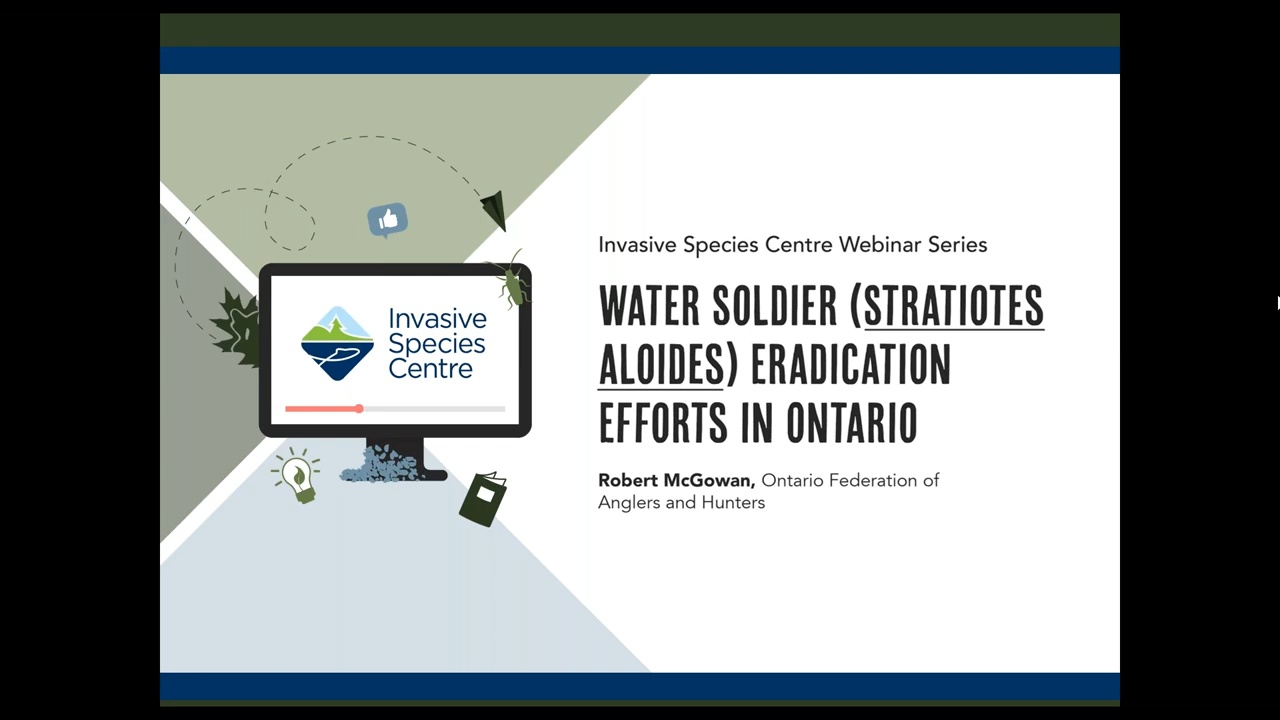 Invasive Species Centre Webinar Series
WATER SOLDIER (STRATIOTES
ALOIDES) ERADICATION
EFFORTS IN ONTARIO
Robert McGowan, Ontario Federation of
Anglers and Hunters
Invasive
Species
Centre